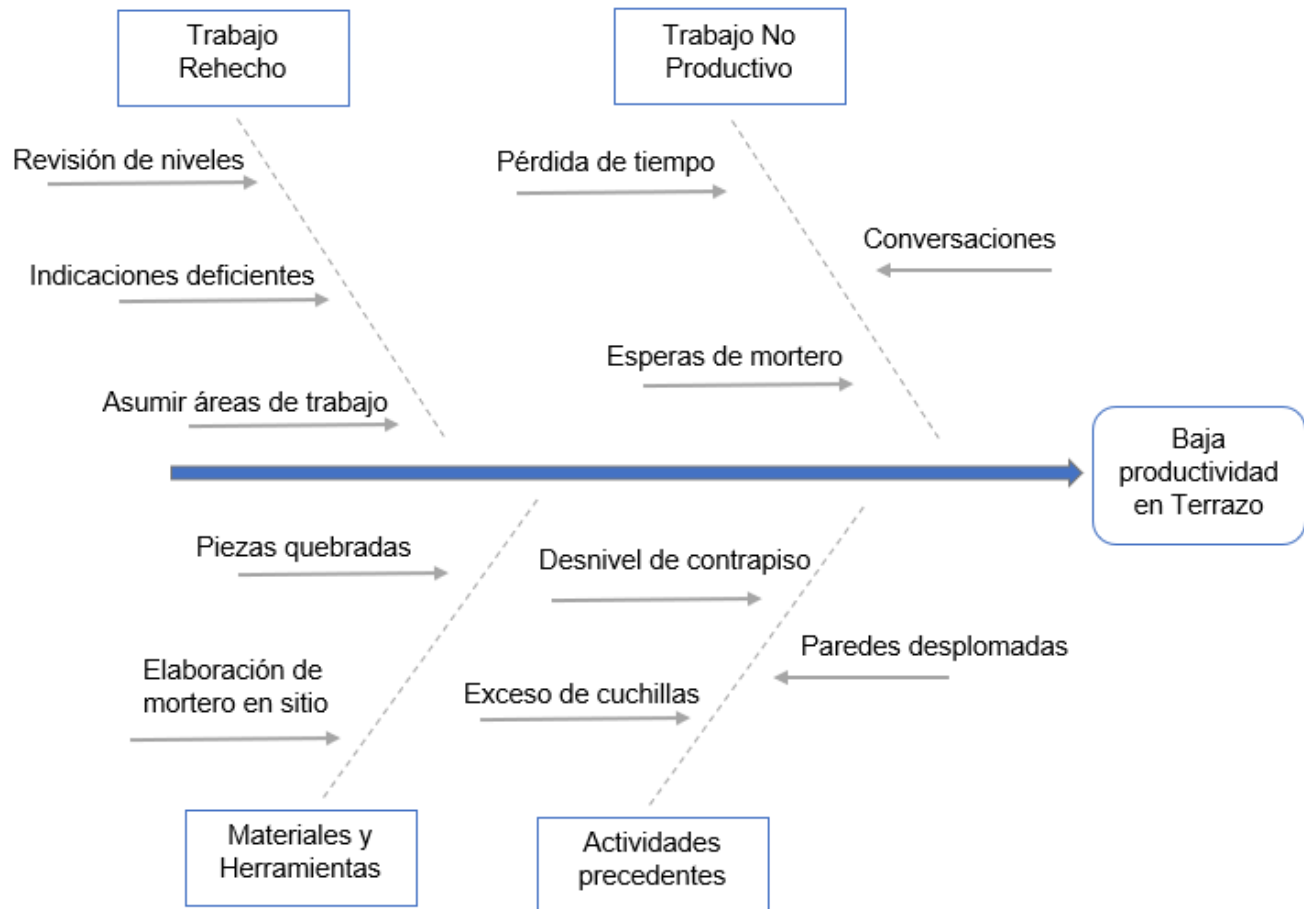 Trabajo
Rehecho
Trabajo No
Productivo
Revisión de niveles
Pérdida de tiempo
Conversaciones
Indicaciones deficientes
Esperas de mortero
Asumir áreas de trabajo
Baja
productividad
en Terrazo
Piezas quebradas
Desnivel de contrapiso
Paredes desplomadas
Elaboración de
mortero en sitio
Exceso de cuchillas
Materiales y
Herramientas
Actividades
precedentes